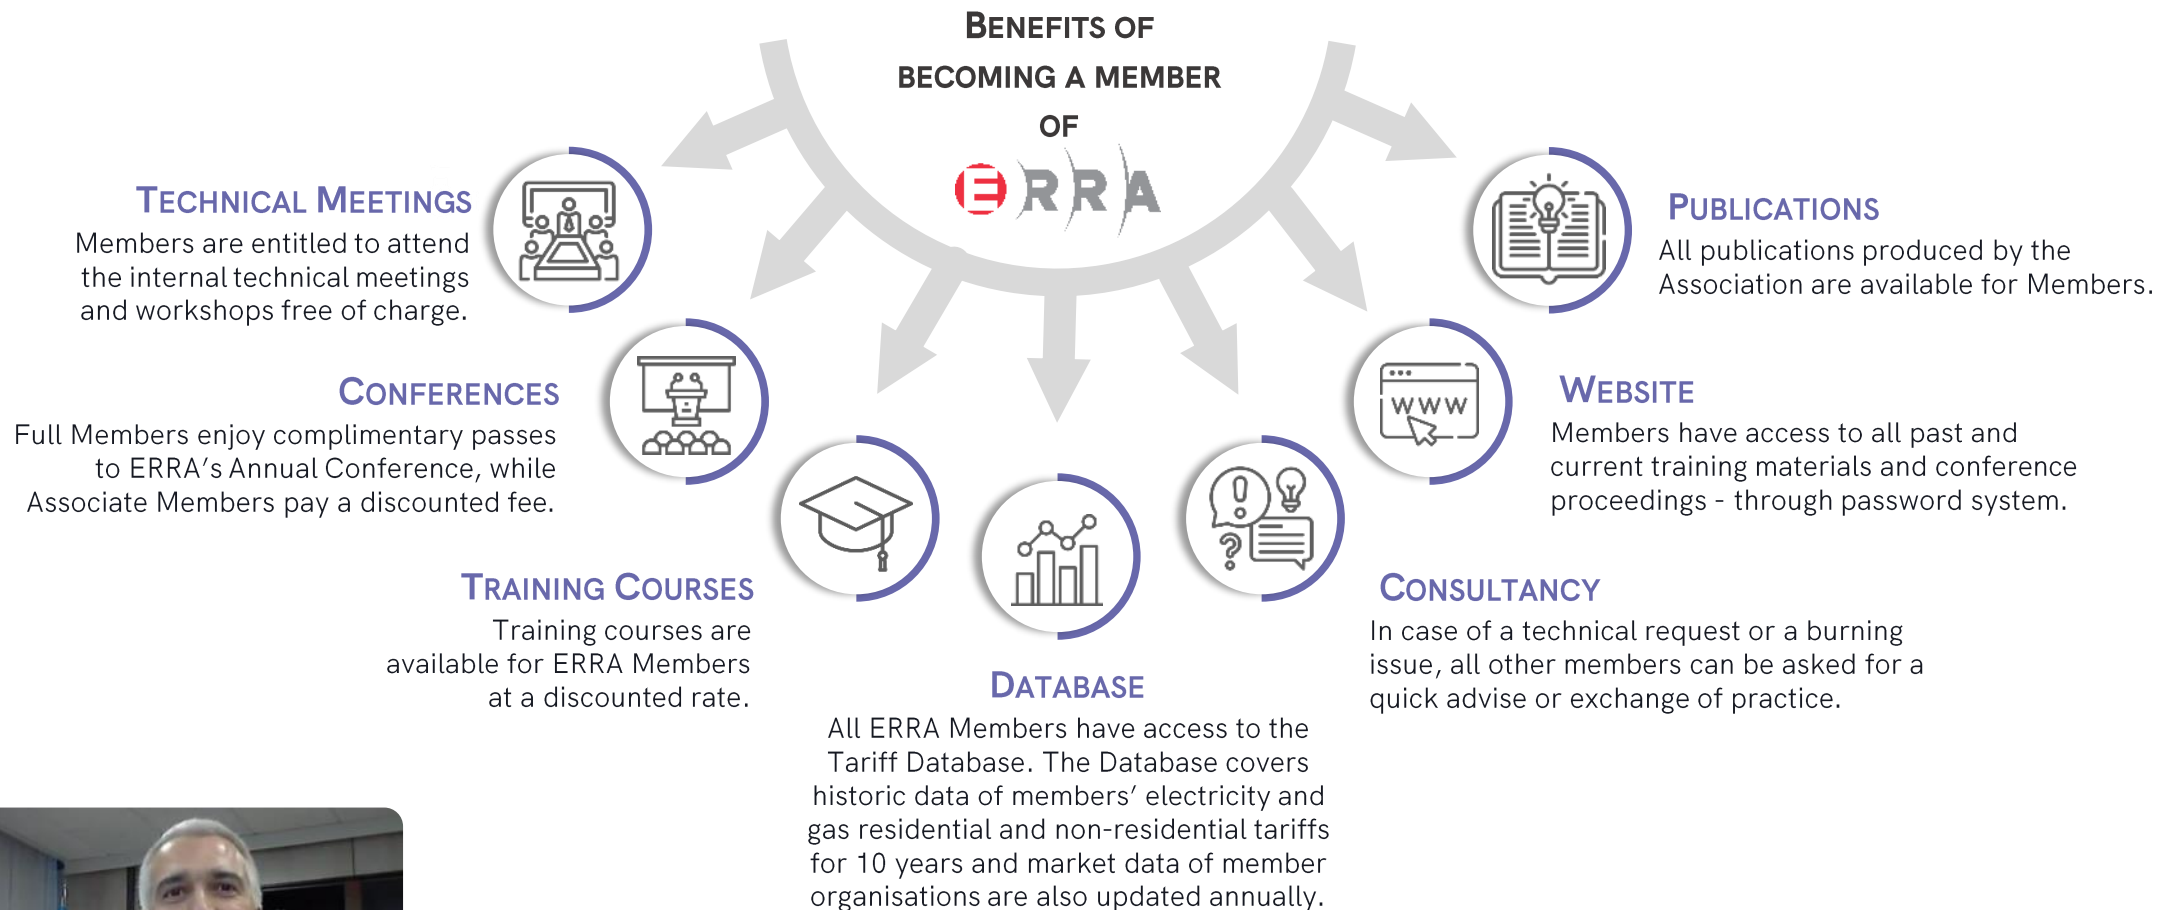 BENEFITS OF
BECOMING A MEMBER
OF
ERRA
TECHNICAL MEETINGS
Members are entitled to attend
the internal technical meetings
and workshops free of charge.
CONFERENCES
Full Members enjoy complimentary passes
to ERRA's Annual Conference, while
Associate Members pay a discounted fee.
TRAINING COURSES
Training courses are
available for ERRA Members
at a discounted rate.
DATABASE
All ERRA Members have access to the
Tariff Database. The Database covers
historic data of members' electricity and
gas residential and non-residential tariffs
for 10 years and market data of member
organisations are also updated annually.
CONSULTANCY
In case of a technical request or a burning
issue, all other members can be asked for a
quick advise or exchange of practice.
WEBSITE
WWW
Members have access to all past and
current training materials and conference
proceedings - through password system.
PUBLICATIONS
All publications produced by the
Association are available for Members.